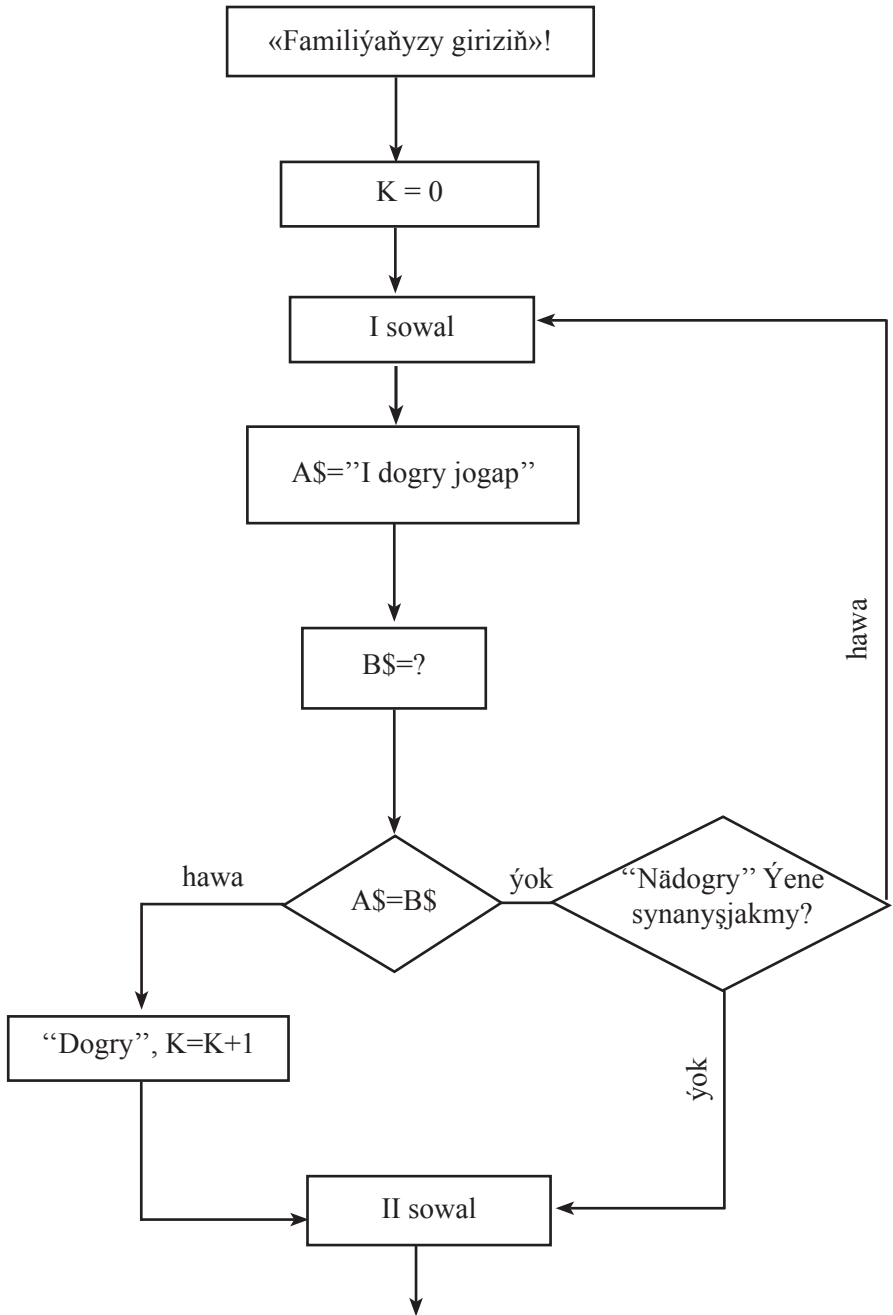 «Familiýaňyzy giriziň»!
K = 0
I sowal
A$=’’I dogry jogap’’
B$=?
hawa
hawa
A$=B$
ýok
‘‘Nädogry’’ Ýene
synanyşjakmy?
‘‘Dogry’’, K=K+1
ýok
II sowal